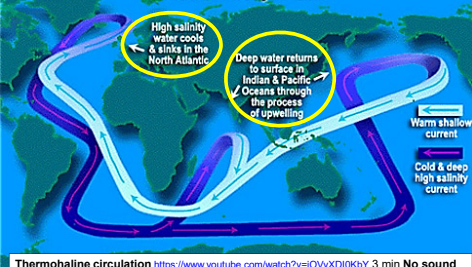 High salinity
water cools
& sinks in the
North Atlantic
Deep water returns
to surface in
Indian & Pacific
Oceans through
the process
of upwelling
Warm shallow
current
Cold & deep
high salinity
current
Thermohaline circulation https://www.youtube.com/watch?v=jOVvXDI0KbY 3 min No sound